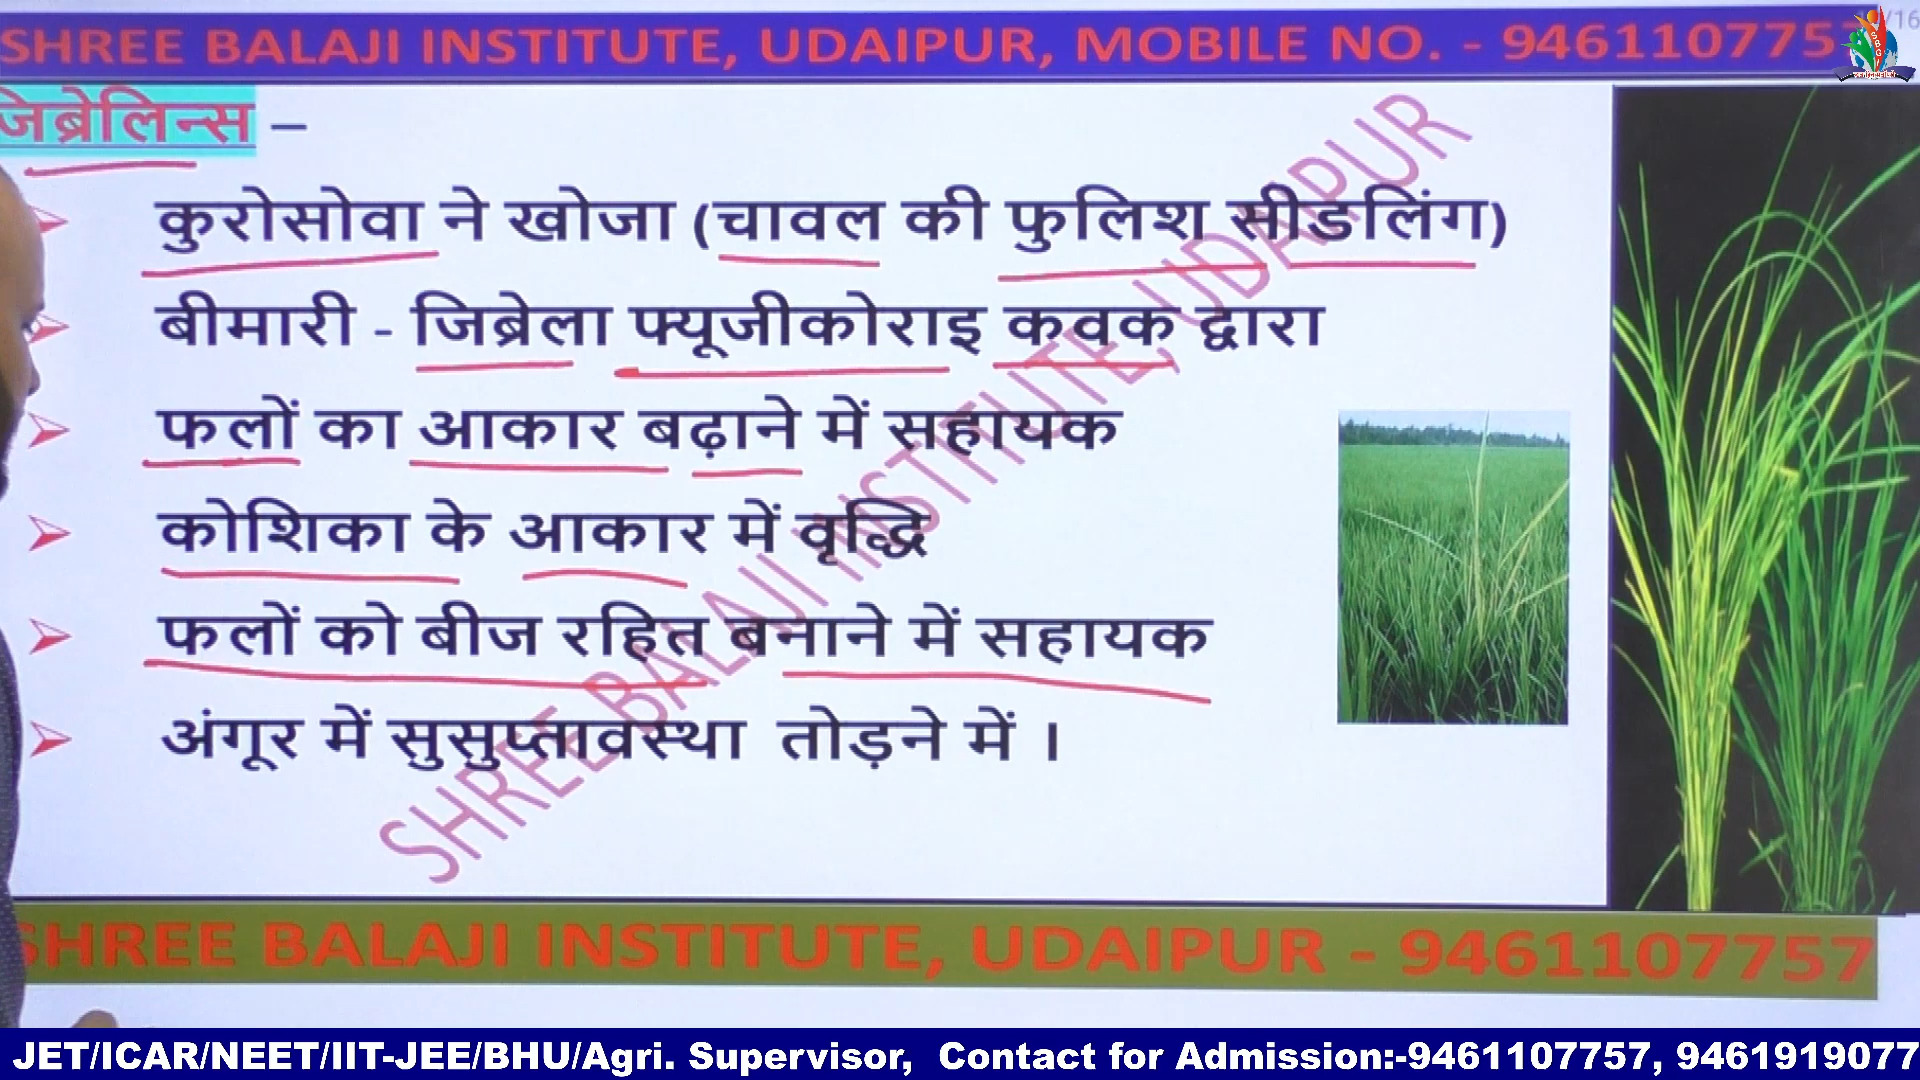 SHREE BALAJI INSTITUTE, UDAIPUR, MOBILE NO. - 946110775
/16
जिब्रेलिन्स –
कुरोसोवा ने खोजा (चावल की फुलिश सीडलिंग)
बीमारी - जिब्रेला फ्यूजीकोराइ कवक द्वारा
फलों का आकार बढ़ाने में सहायक
कोशिका के आकार में वृद्धि
फलों को बीज रहित बनाने में सहायक
अंगूर में सुसुप्तावस्था तोड़ने में ।
SHREE BALAJI INSTITUTE, UDAIPUR
SHREE BALAJI INSTITUTE, UDAIPUR - 9461107757
JET/ICAR/NEET/IIT-JEE/BHU/Agri. Supervisor, Contact for Admission:-9461107757, 9461919077